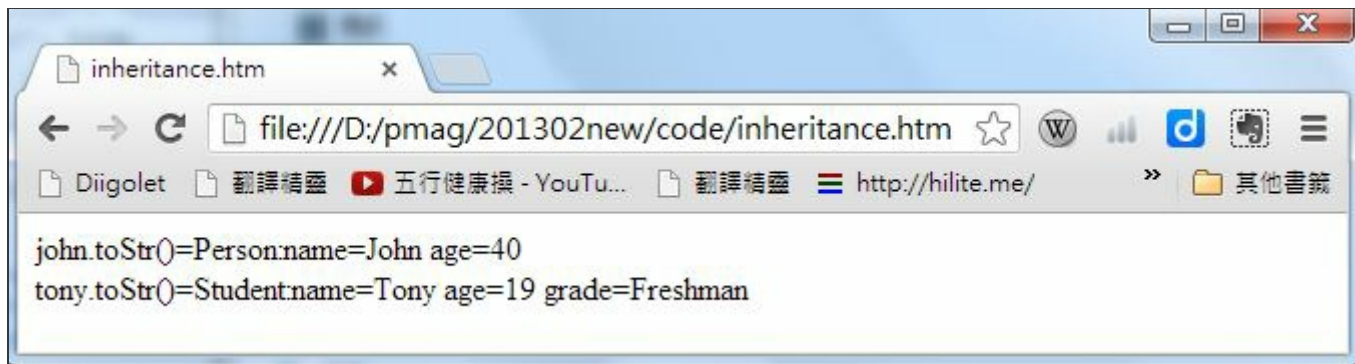 inheritance.htm
file:///D:/pmag/201302new/code/inheritance.htm
Diigolet 翻譯精靈 五行健康操 - YouTu... 翻譯精靈 http://hilite.me/ » 其他書籤
john.toStr()=Person:name=John age=40
tony.toStr()=Student:name=Tony age=19 grade=Freshman